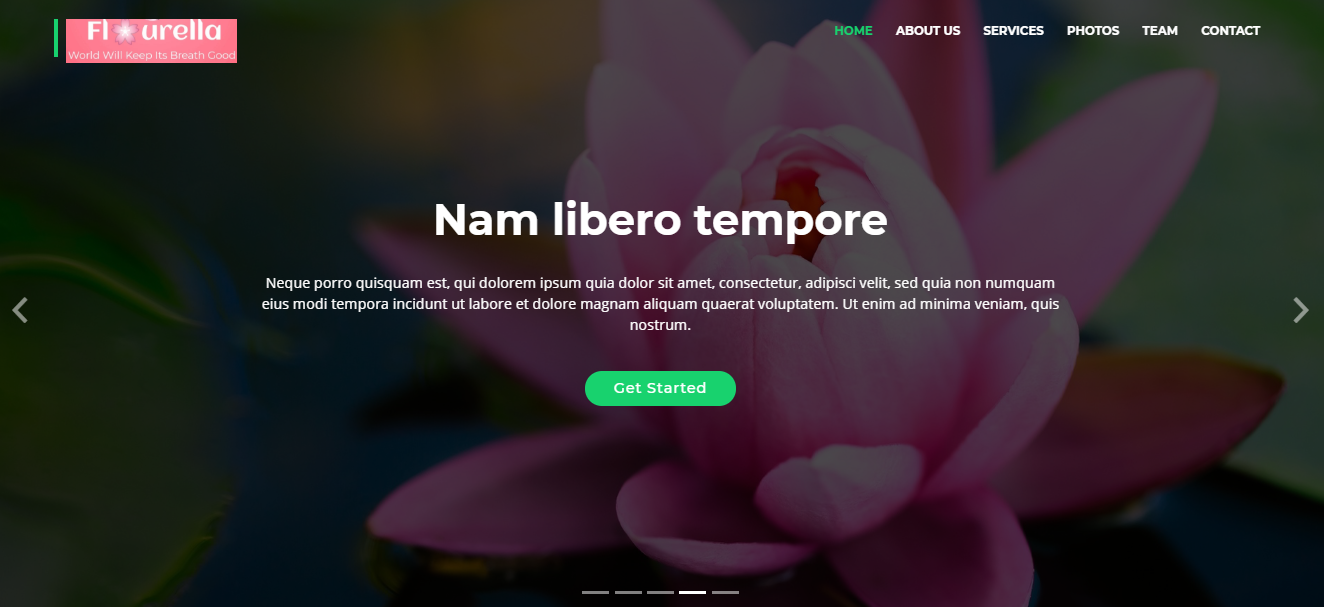 Fl urella
World Will Keep Its Breath Good
HOME ABOUT US SERVICES PHOTOS TEAM CONTACT
Nam libero tempore
Neque porro quisquam est, qui dolorem ipsum quia dolor sit amet, consectetur, adipisci velit, sed quia non numquam
eius modi tempora incidunt ut labore et dolore magnam aliquam quaerat voluptatem. Ut enim ad minima veniam, quis
nostrum.
Get Started